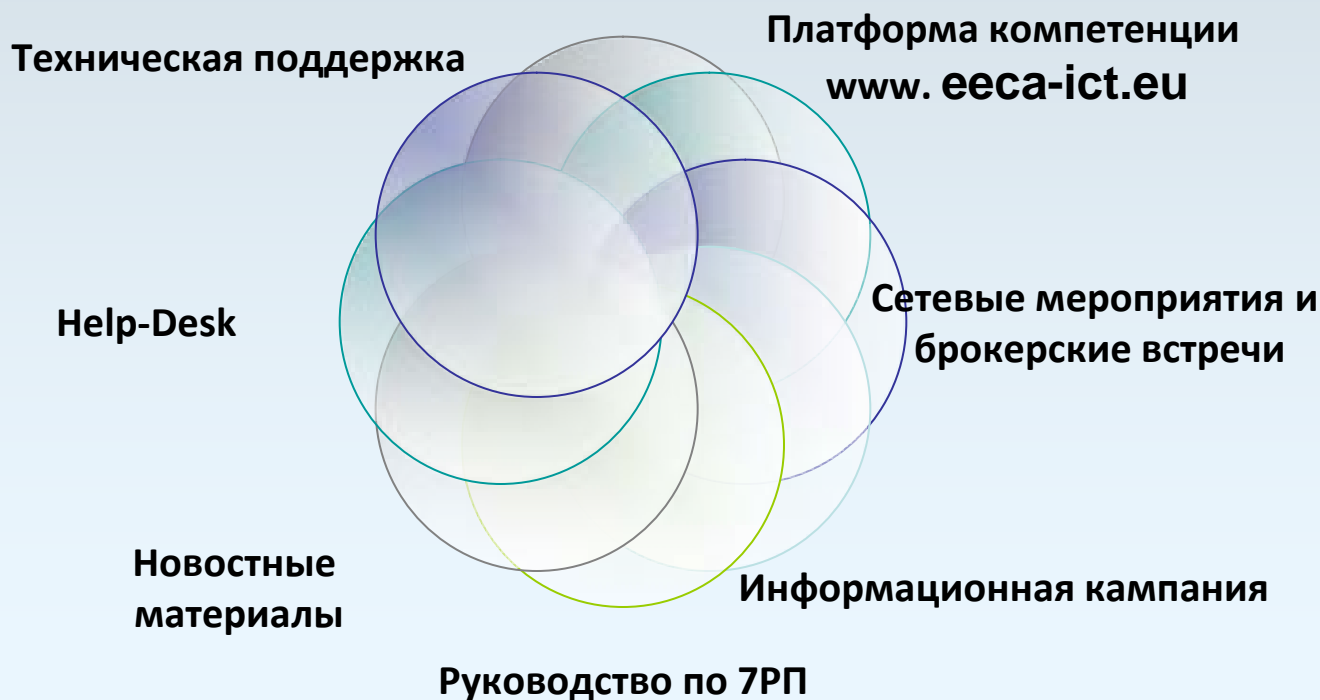 Техническая поддержка
Платформа компетенции
www. eeca-ict.eu
Help-Desk
Сетевые мероприятия и
брокерские встречи
Новостные
материалы
Информационная кампания
Руководство по 7РП